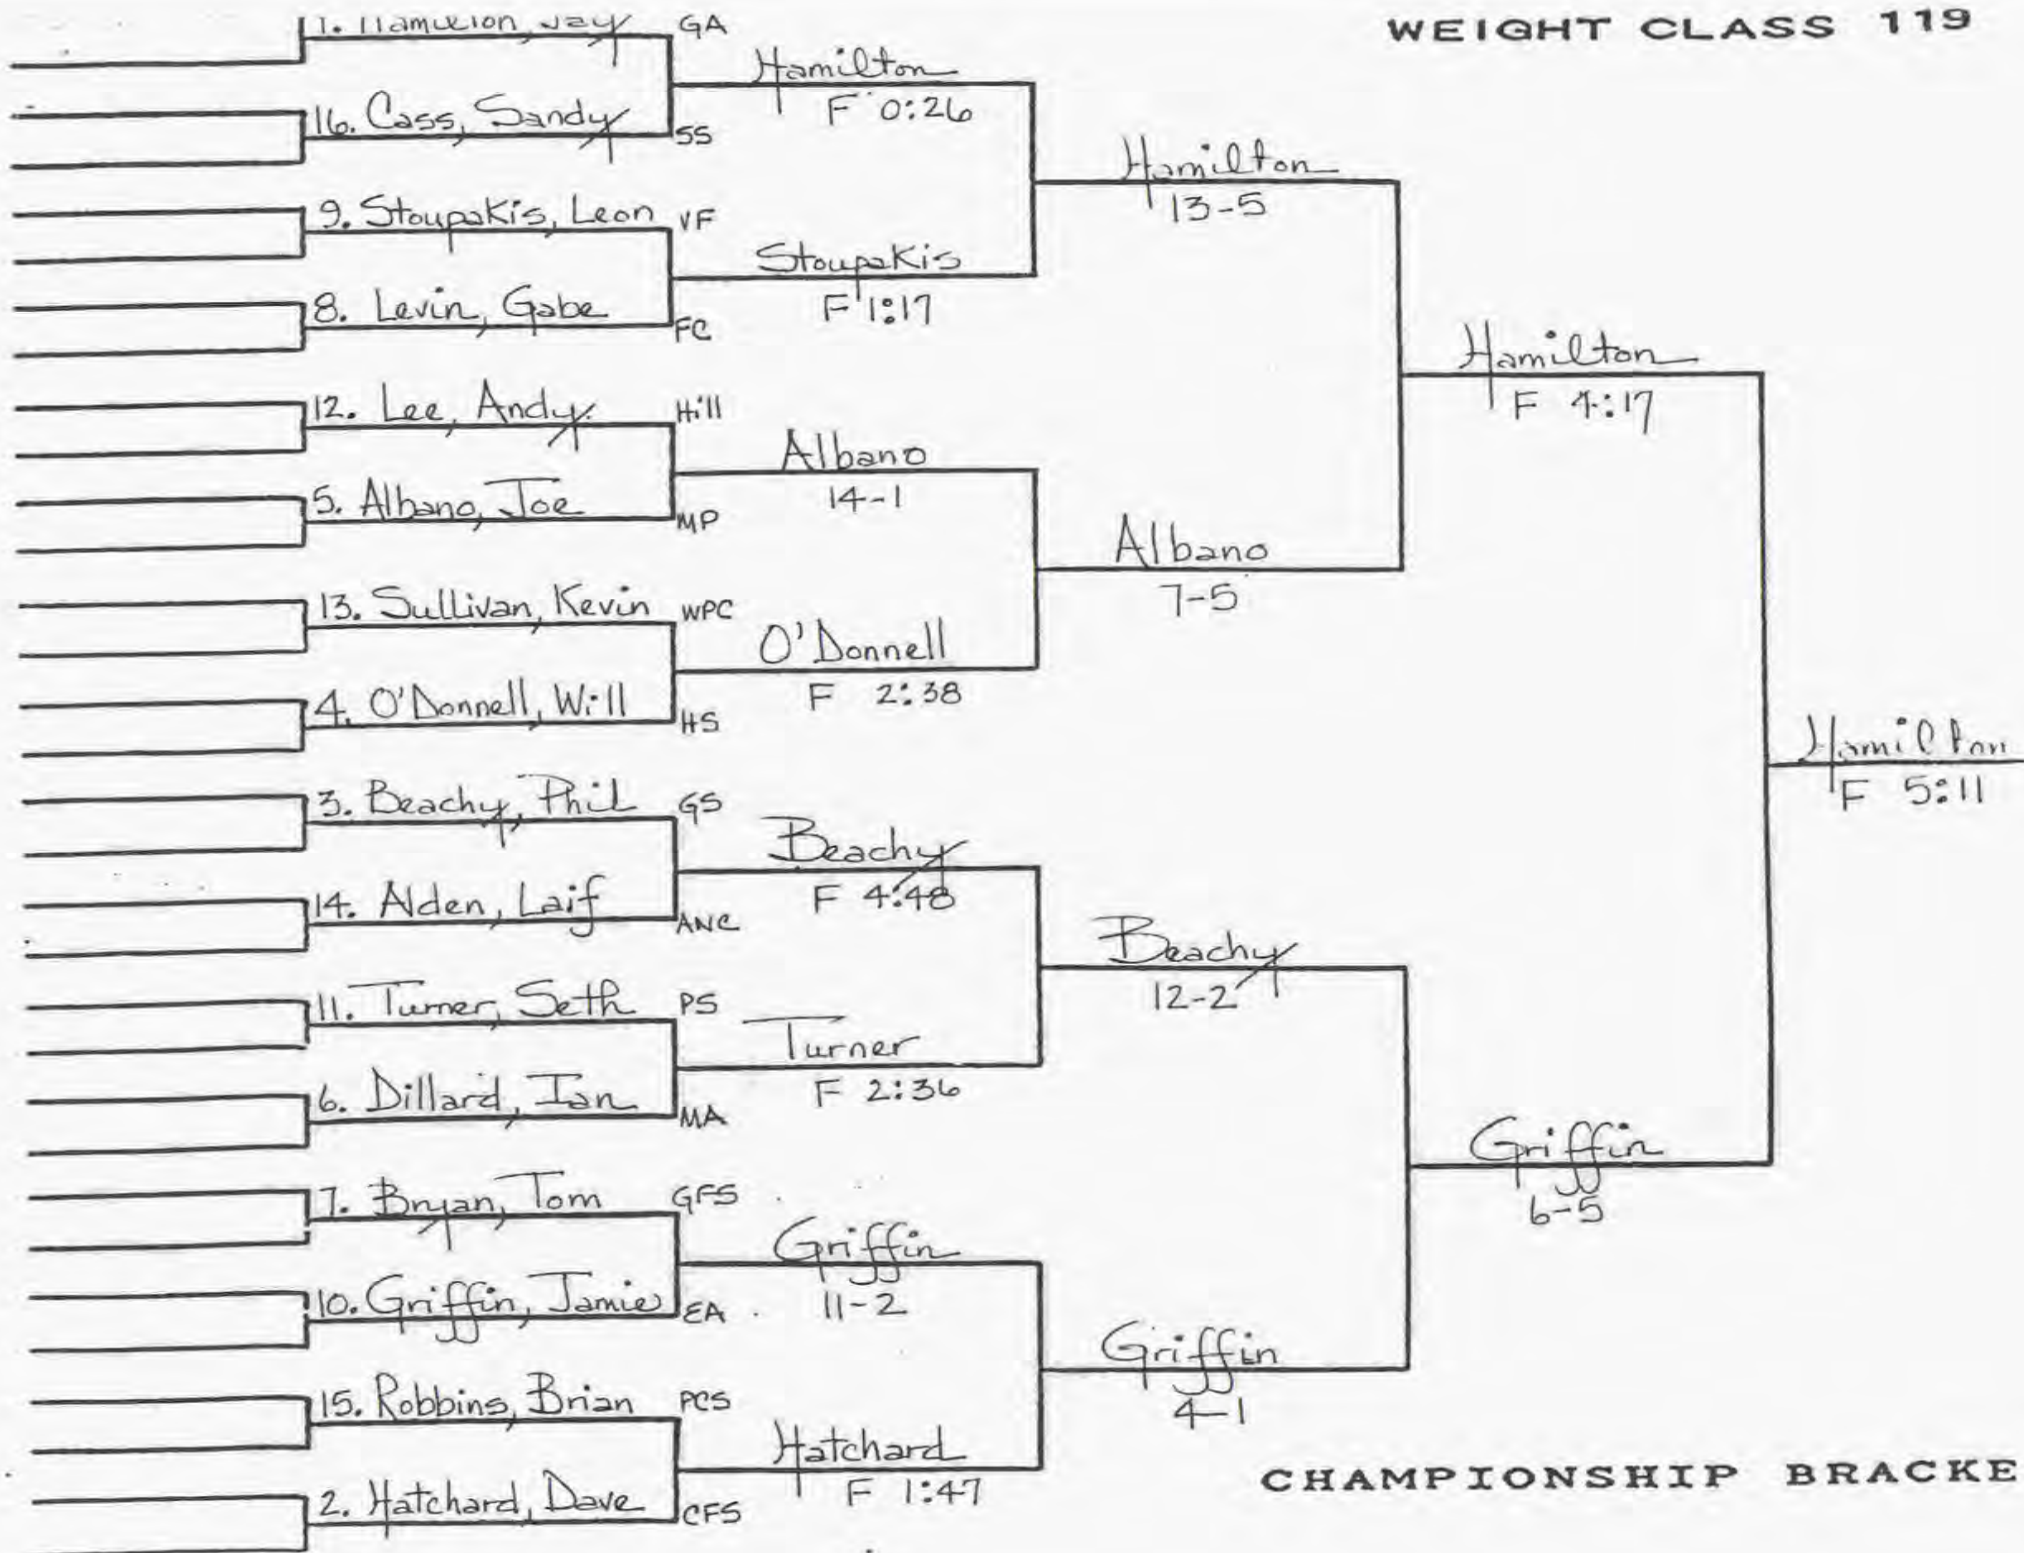 WEIGHT CLASS 119
1. Hamilton, Jay GA
Hamilton
F 0:26
16. Cass, Sandy SS
Hamilton
13-5
9. Stoupakis, Leon VF
Stoupakis
F 1:17
8. Levin, Gabe FC
Hamilton
F 4:17
12. Lee, Andy Hill
Albano
14-1
5. Albano, Joe MP
Albano
7-5
13. Sullivan, Kevin WPC
O'Donnell
F 2:38
4. O'Donnell, Will HS
Hamilton
F 5:11
3. Beachy, Phil GS
Beachy
F 4:48
14. Alden, Laif ANC
Beachy
12-2
11. Turner, Seth PS
Turner
F 2:36
6. Dillard, Ian MA
Griffin
6-5
7. Bryan, Tom GFS
Griffin
11-2
10. Griffin, Jamie EA
Griffin
4-1
15. Robbins, Brian PCS
Hatchard
F 1:47
2. Hatchard, Dave CFS
CHAMPIONSHIP BRACKE